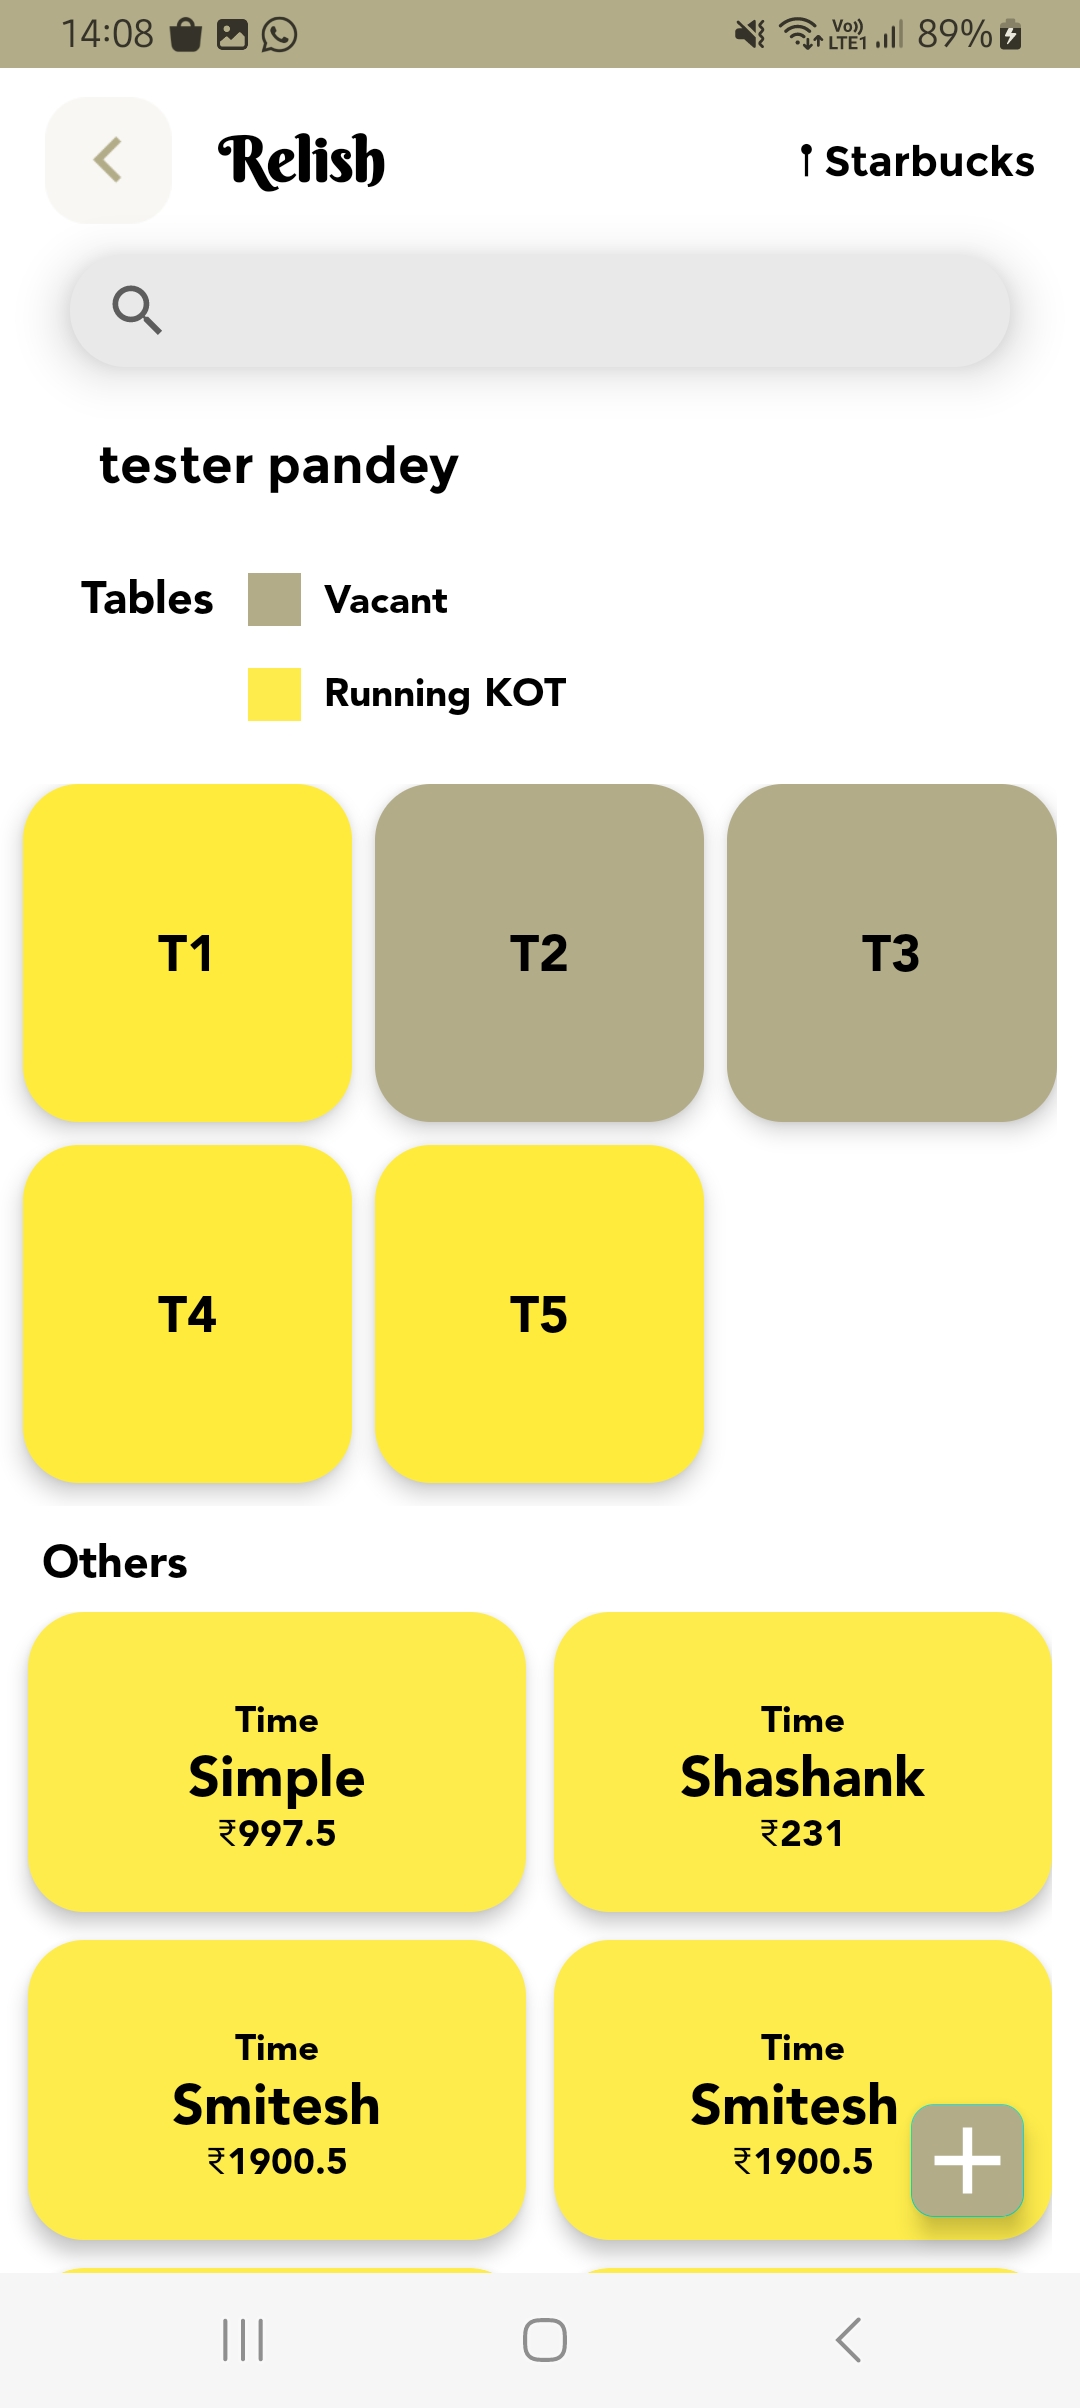 14:08 Vo)) LTE1 89%
Relish Starbucks
tester pandey
Tables Vacant
Running KOT
T1 T2 T3
T4 T5
Others
Time Time
Simple Shashank
₹997.5 ₹231
Time Time
Smitesh Smitesh
₹1900.5 ₹1900.5